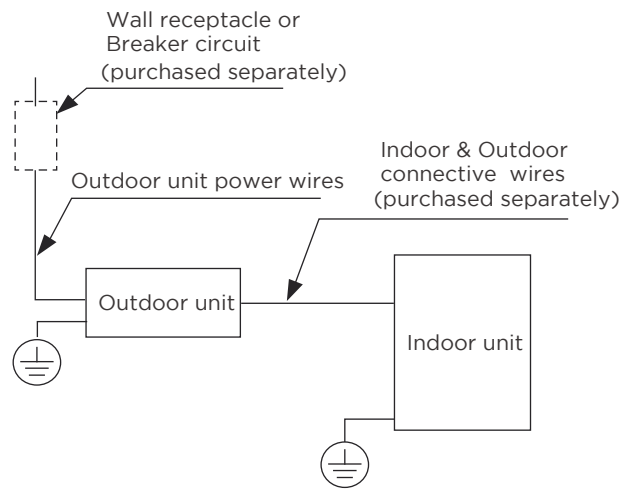 Wall receptacle or
Breaker circuit
(purchased separately)
Indoor & Outdoor
connective wires
(purchased separately)
Outdoor unit power wires
Outdoor unit
Indoor unit